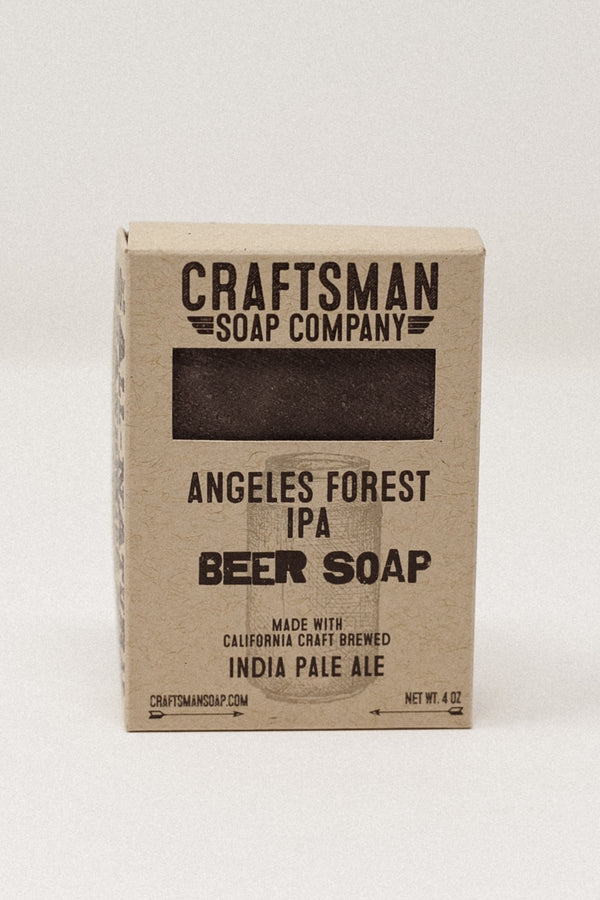 CRAFTSMAN
SOAP COMPANY
ANGELES FOREST
IPA
BEER SOAP
MADE WITH
CALIFORNIA CRAFT BREWED
INDIA PALE ALE
CRAFTSMANSOAP.COM
NET WT. 4 OZ